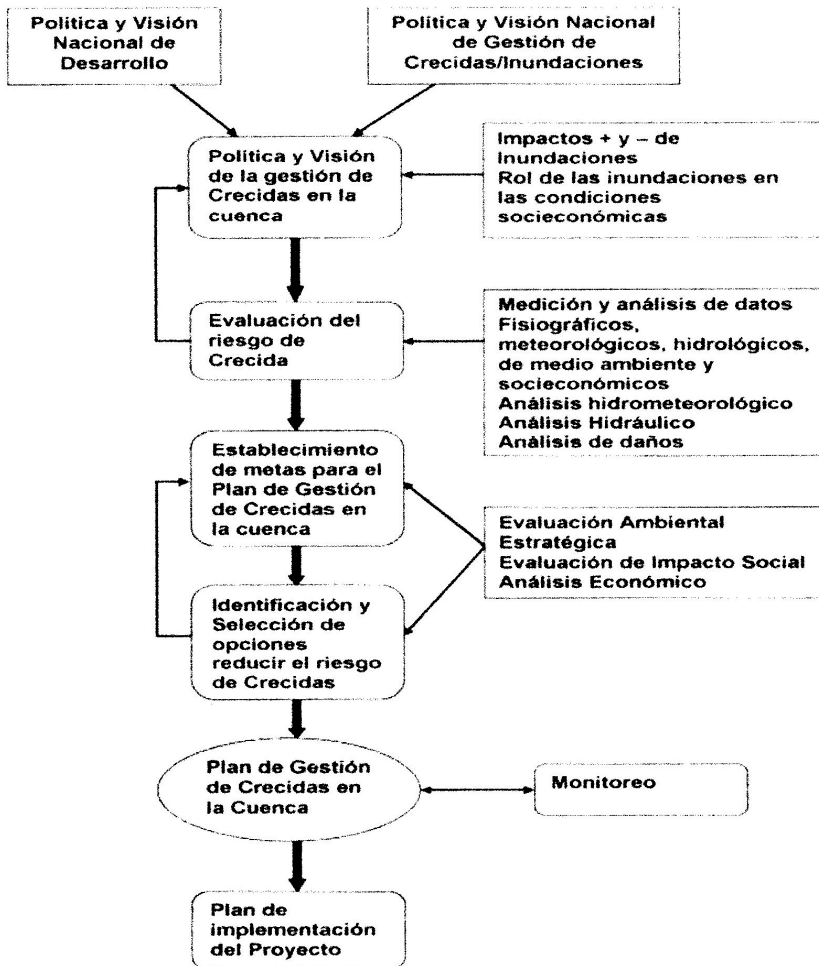 Política y Visión
Nacional de
Desarrollo
Política y Visión Nacional
de Gestión de
Crecidas/Inundaciones
Política y Visión
de la gestión de
Crecidas en la
cuenca
Impactos + y – de
Inundaciones
Rol de las inundaciones en
las condiciones
socieconómicas
Evaluación del
riesgo de
Crecida
Medición y análisis de datos
Fisiográficos,
meteorológicos, hidrológicos,
de medio ambiente y
socieconómicos
Análisis hidrometeorológico
Análisis Hidráulico
Análisis de daños
Establecimiento
de metas para el
Plan de Gestión
de Crecidas en
la cuenca
Evaluación Ambiental
Estratégica
Evaluación de Impacto Social
Análisis Económico
Identificación y
Selección de
opciones
reducir el riesgo
de Crecidas
Plan de Gestión
de Crecidas en
la Cuenca
Monitoreo
Plan de
implementación
del Proyecto